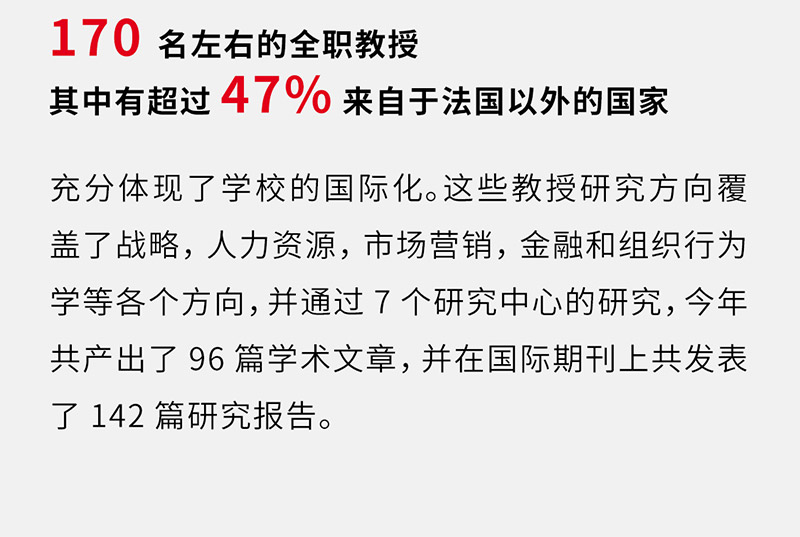 170 名左右的全职教授
其中有超过 47% 来自于法国以外的国家
充分体现了学校的国际化。这些教授研究方向覆
盖了战略，人力资源，市场营销，金融和组织行为
学等各个方向，并通过 7 个研究中心的研究，今年
共产出了 96 篇学术文章，并在国际期刊上共发表
了 142 篇研究报告。